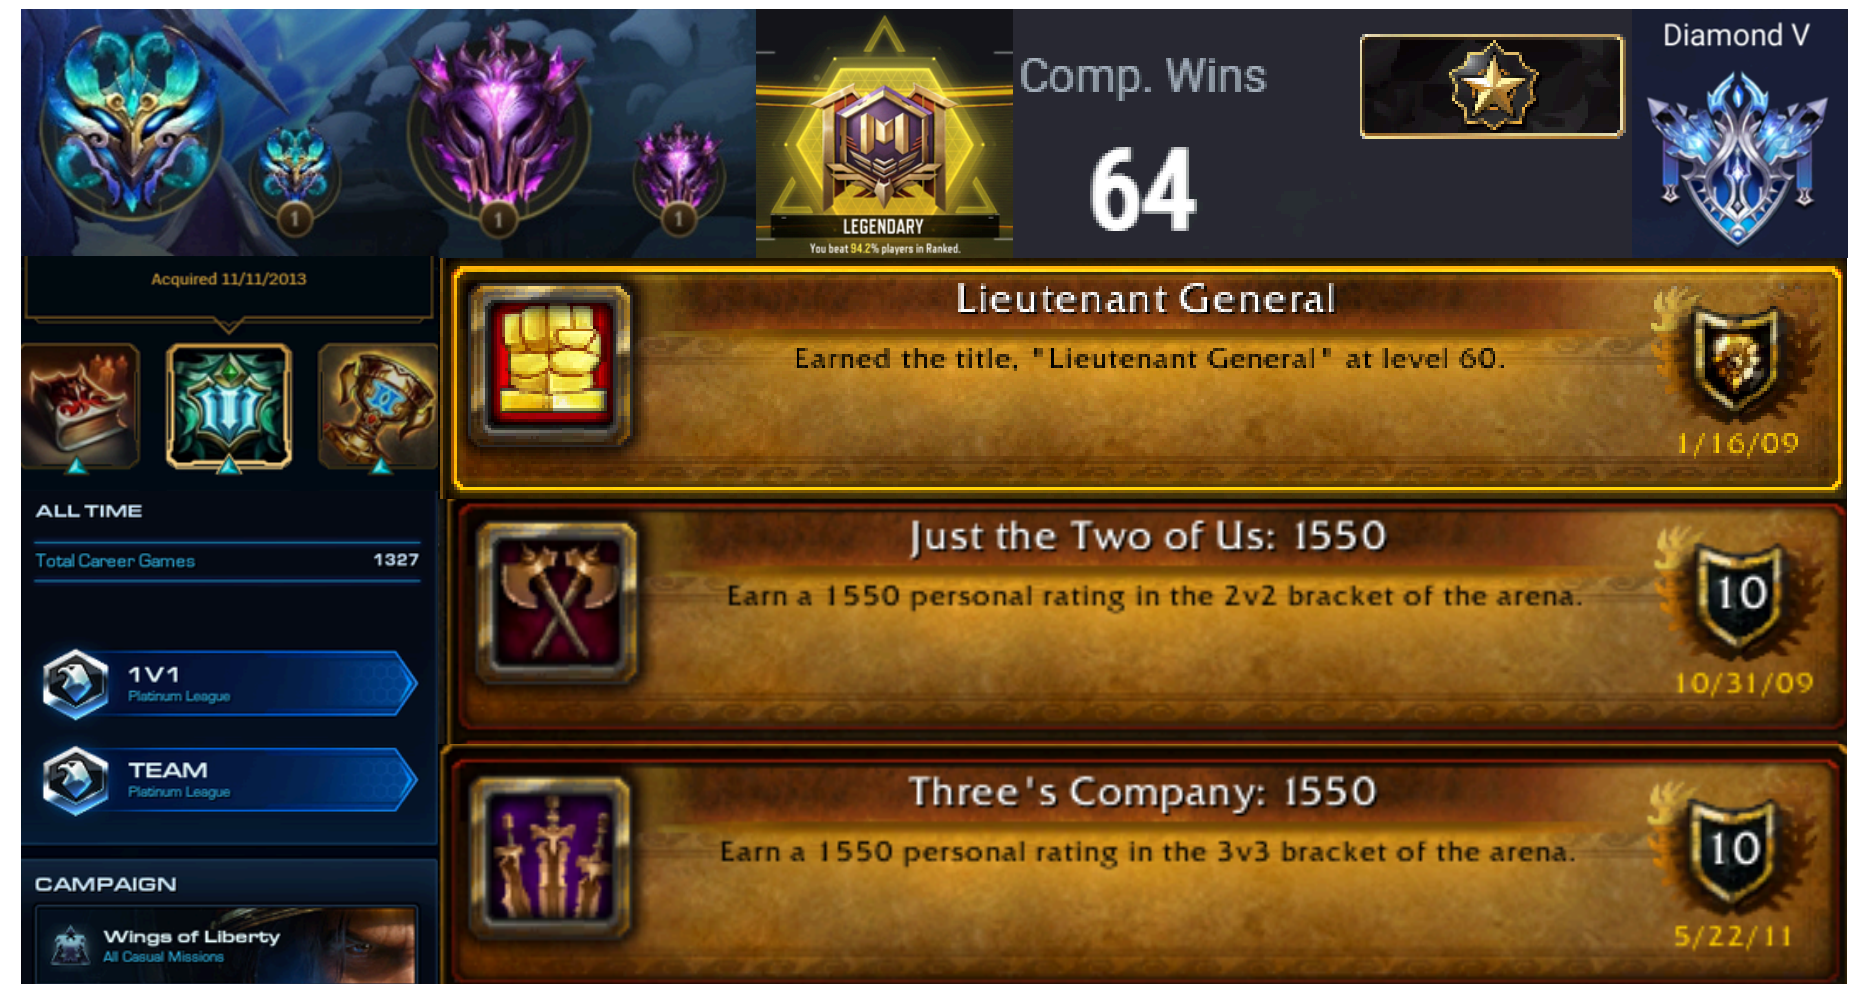 1
1
1
LEGENDARY
You beat 94.2% players in Ranked.
Comp. Wins
64
Diamond V
Acquired 11/11/2013
ALL TIME
Total Career Games 1327
1V1
Platinum League
TEAM
Platinum League
CAMPAIGN
Wings of Liberty
All Casual Missions
Lieutenant General
Earned the title, "Lieutenant General" at level 60.
1/16/09
Just the Two of Us: 1550
Earn a 1550 personal rating in the 2v2 bracket of the arena.
10
10/31/09
Three's Company: 1550
Earn a 1550 personal rating in the 3v3 bracket of the arena.
10
5/22/11